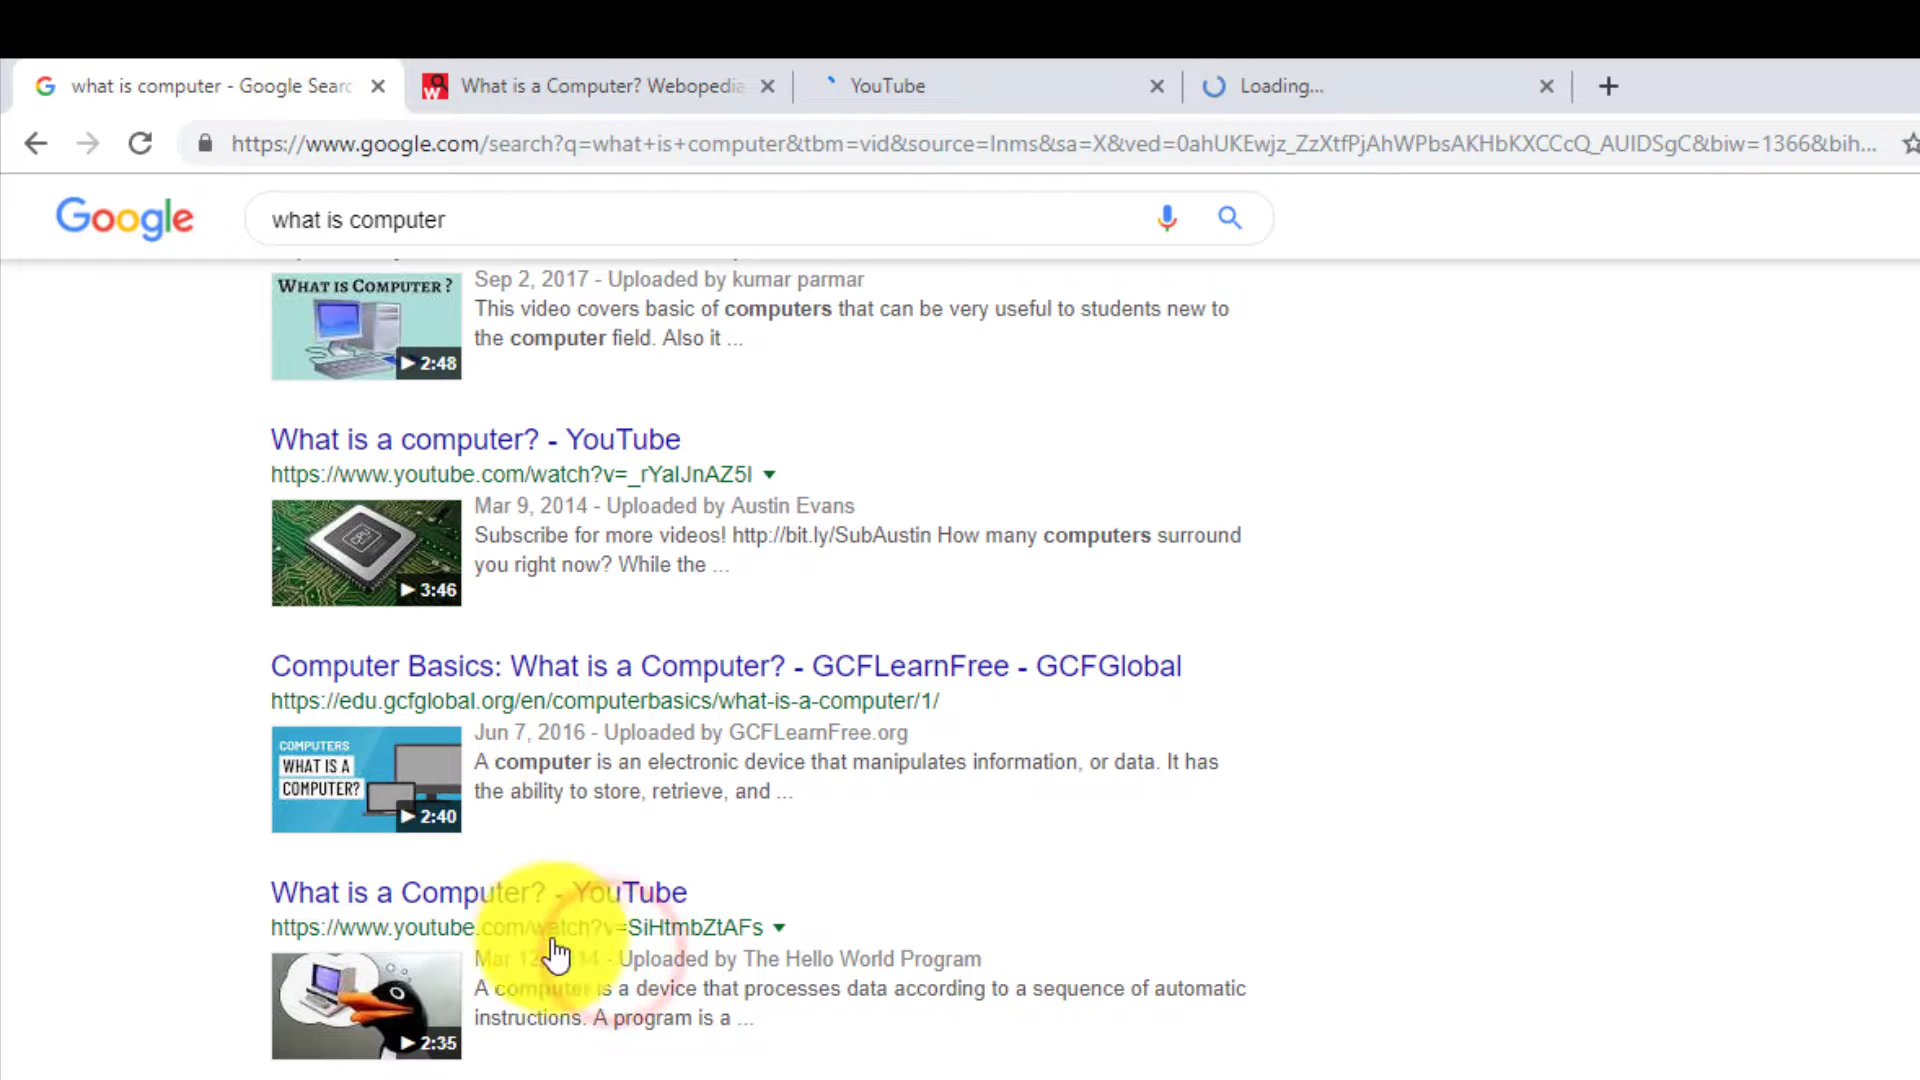 what is computer - Google Searc
What is a Computer? Webopedia
YouTube
Loading...
https://www.google.com/search?q=what+is+computer&tbm=vid&source=lnms&sa=X&ved=0ahUKEwjz_ZzXtfPjAhWPbsAKHbKXCCcQ_AUIDSgC&biw=1366&bih...
Google
what is computer
WHAT IS COMPUTER ?
2:48
Sep 2, 2017 - Uploaded by kumar parmar
This video covers basic of computers that can be very useful to students new to
the computer field. Also it ...
What is a computer? - YouTube
https://www.youtube.com/watch?v=_rYaIJnAZ5I
CPU
3:46
Mar 9, 2014 - Uploaded by Austin Evans
Subscribe for more videos! http://bit.ly/SubAustin How many computers surround
you right now? While the ...
Computer Basics: What is a Computer? - GCFLearnFree - GCFGlobal
https://edu.gcfglobal.org/en/computerbasics/what-is-a-computer/1/
COMPUTERS
WHAT IS A
COMPUTER?
2:40
Jun 7, 2016 - Uploaded by GCFLearnFree.org
A computer is an electronic device that manipulates information, or data. It has
the ability to store, retrieve, and ...
What is a Computer? - YouTube
https://www.youtube.com/watch?v=SiHtmbZtAFs
2:35
Mar 12, - Uploaded by The Hello World Program
A computer is a device that processes data according to a sequence of automatic
instructions. A program is a ...